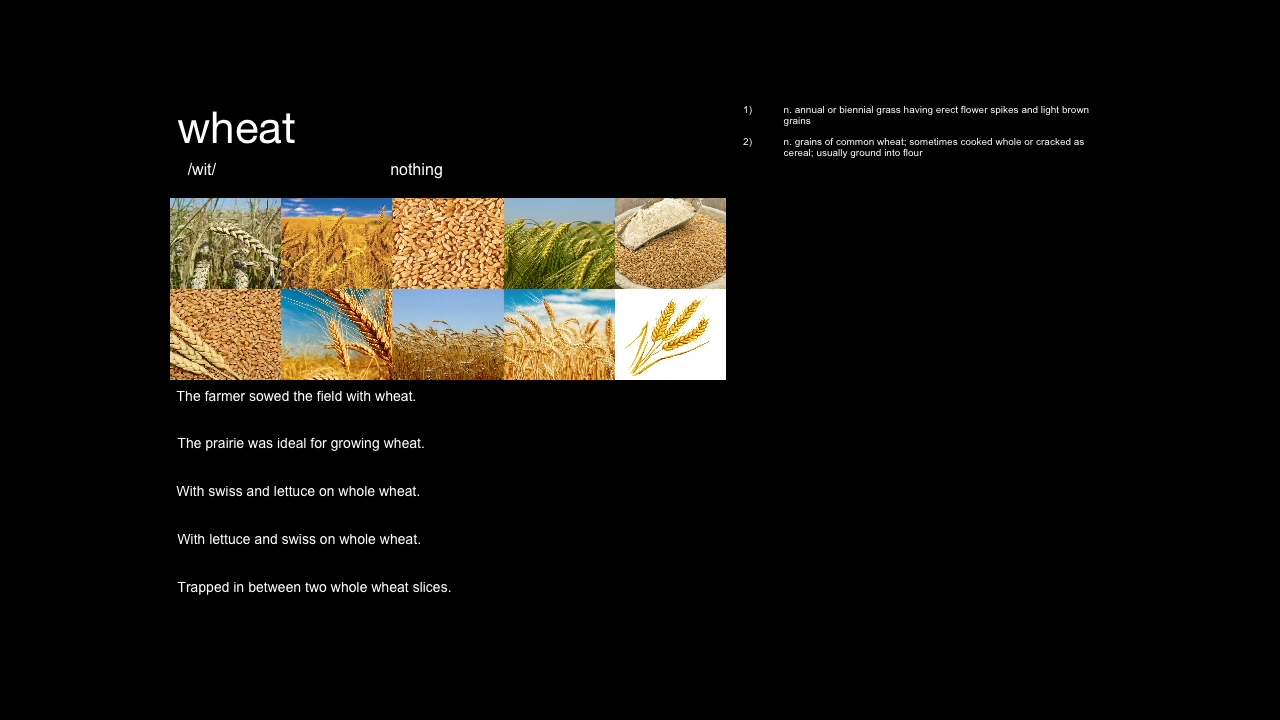 wheat
/wit/
nothing
1) n. annual or biennial grass having erect flower spikes and light brown
grains
2) n. grains of common wheat; sometimes cooked whole or cracked as
cereal; usually ground into flour
The farmer sowed the field with wheat.
The prairie was ideal for growing wheat.
With swiss and lettuce on whole wheat.
With lettuce and swiss on whole wheat.
Trapped in between two whole wheat slices.